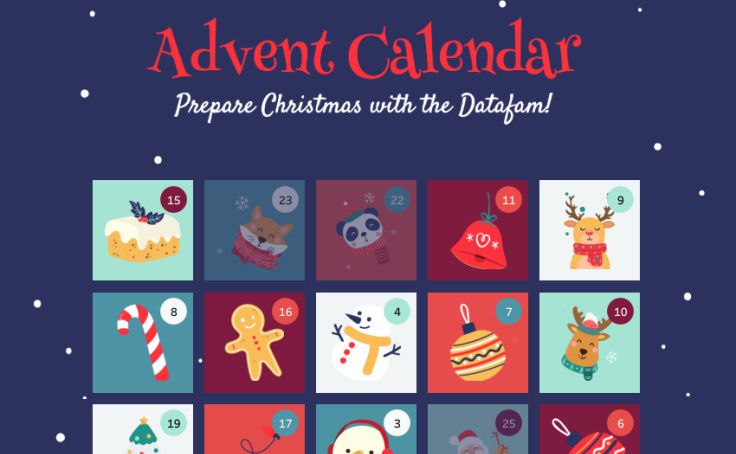 Advent Calendar
Prepare Christmas with the Datafam!
15 23 22 11 9
8 16 4 7 10
19 17 3 25 6